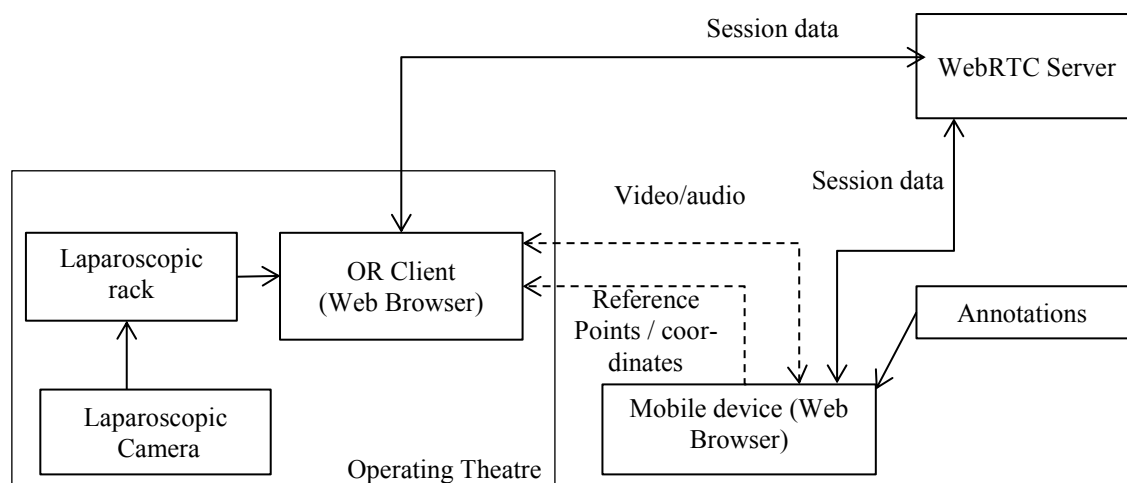 Session data
WebRTC Server
Session data
Video/audio
Laparoscopic
rack
OR Client
(Web Browser)
Reference
Points / coor-
dinates
Annotations
Laparoscopic
Camera
Mobile device (Web
Browser)
Operating Theatre